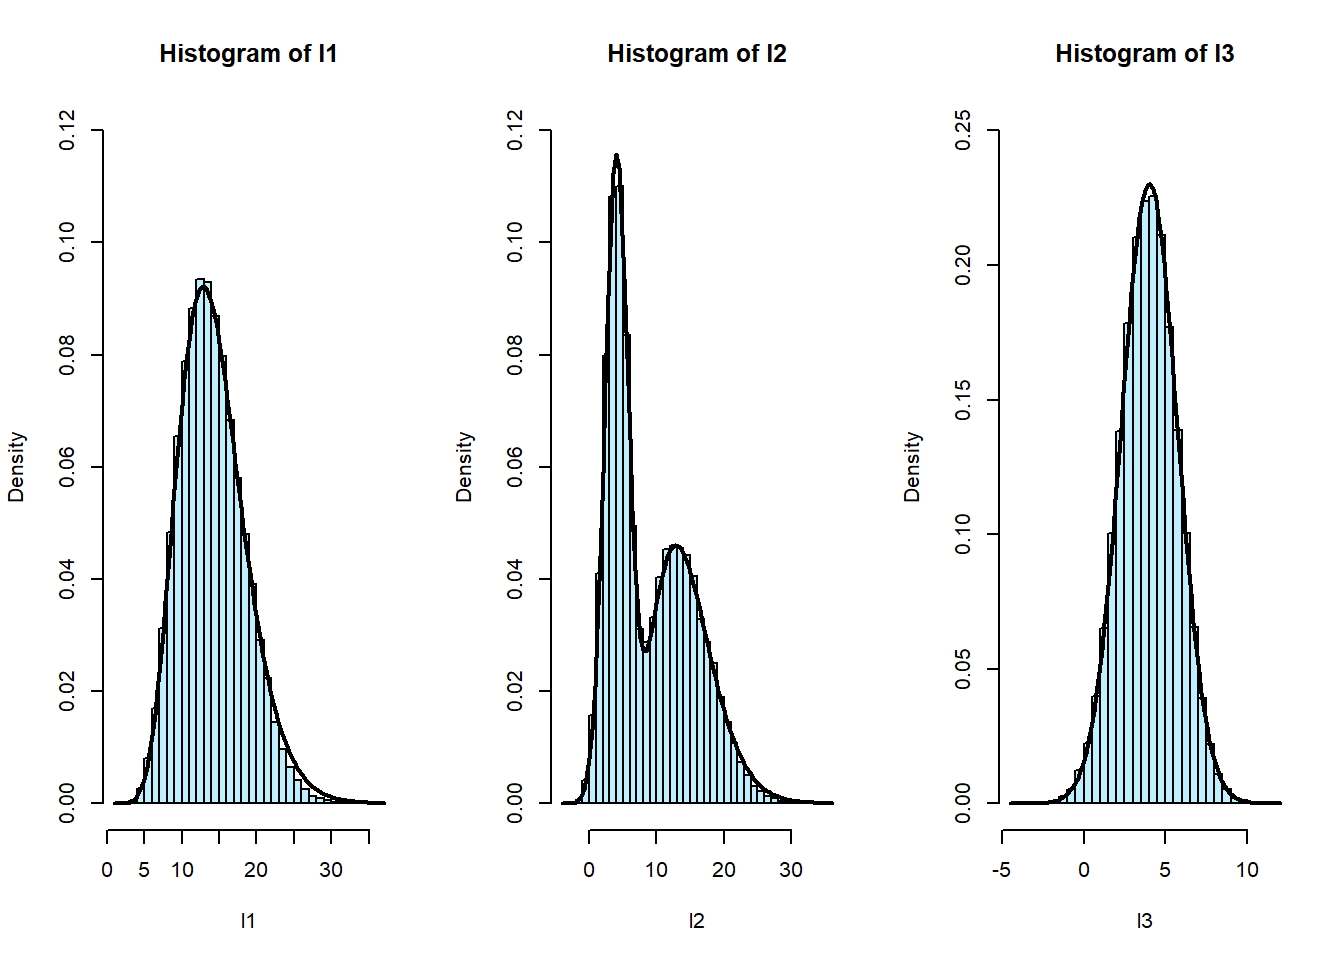 Histogram of I1
Density
0.00 0.02 0.04 0.06 0.08 0.10 0.12
0 5 10 20 30
I1
Histogram of I2
Density
0.00 0.02 0.04 0.06 0.08 0.10 0.12
0 10 20 30
I2
Histogram of I3
Density
0.00 0.05 0.10 0.15 0.20 0.25
-5 0 5 10
I3